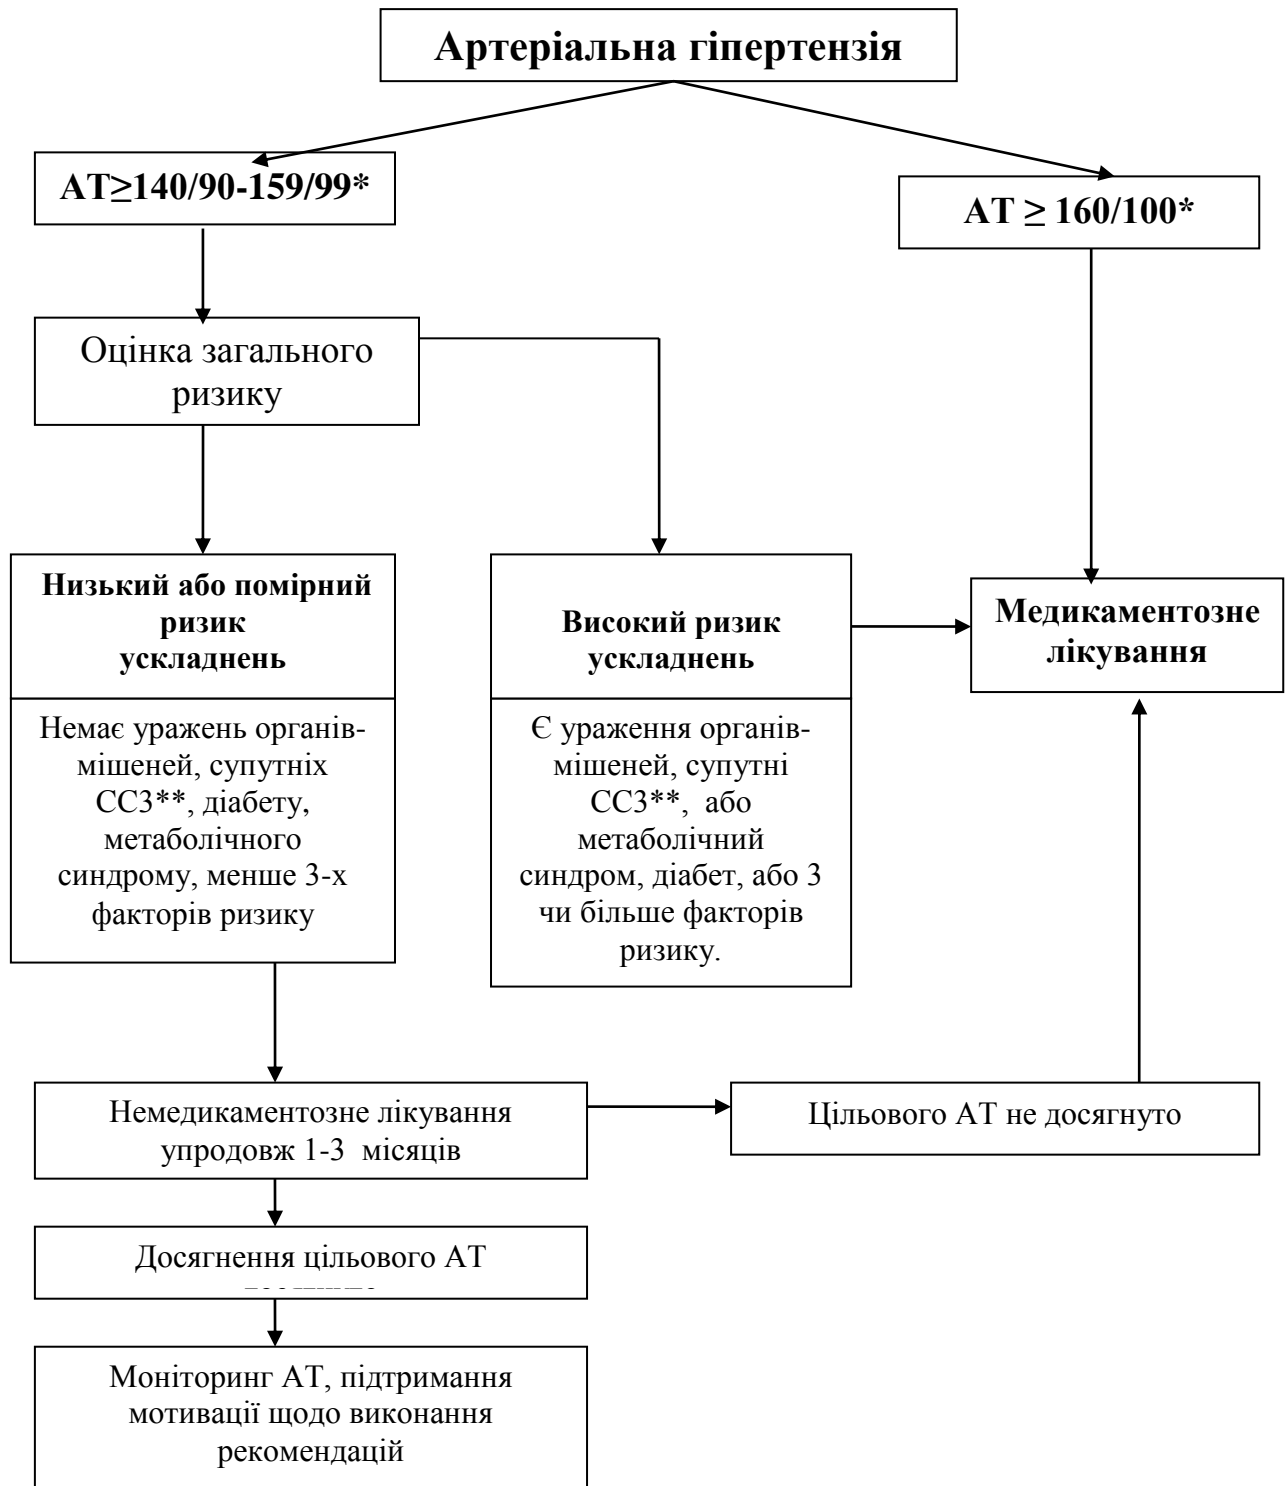 Артеріальна гіпертензія
АТ≥140/90-159/99*
АТ ≥ 160/100*
Оцінка загального
ризику
Низький або помірний
ризик
ускладнень
Немає уражень органів-
мішеней, супутніх
ССЗ**, діабету,
метаболічного
синдрому, менше 3-х
факторів ризику
Високий ризик
ускладнень
Є ураження органів-
мішеней, супутні
ССЗ**, або
метаболічний
синдром, діабет, або 3
чи більше факторів
ризику.
Медикаментозне
лікування
Немедикаментозне лікування
упродовж 1-3 місяців
Цільового АТ не досягнуто
Досягнення цільового АТ
Моніторинг АТ, підтримання
мотивації щодо виконання
рекомендацій